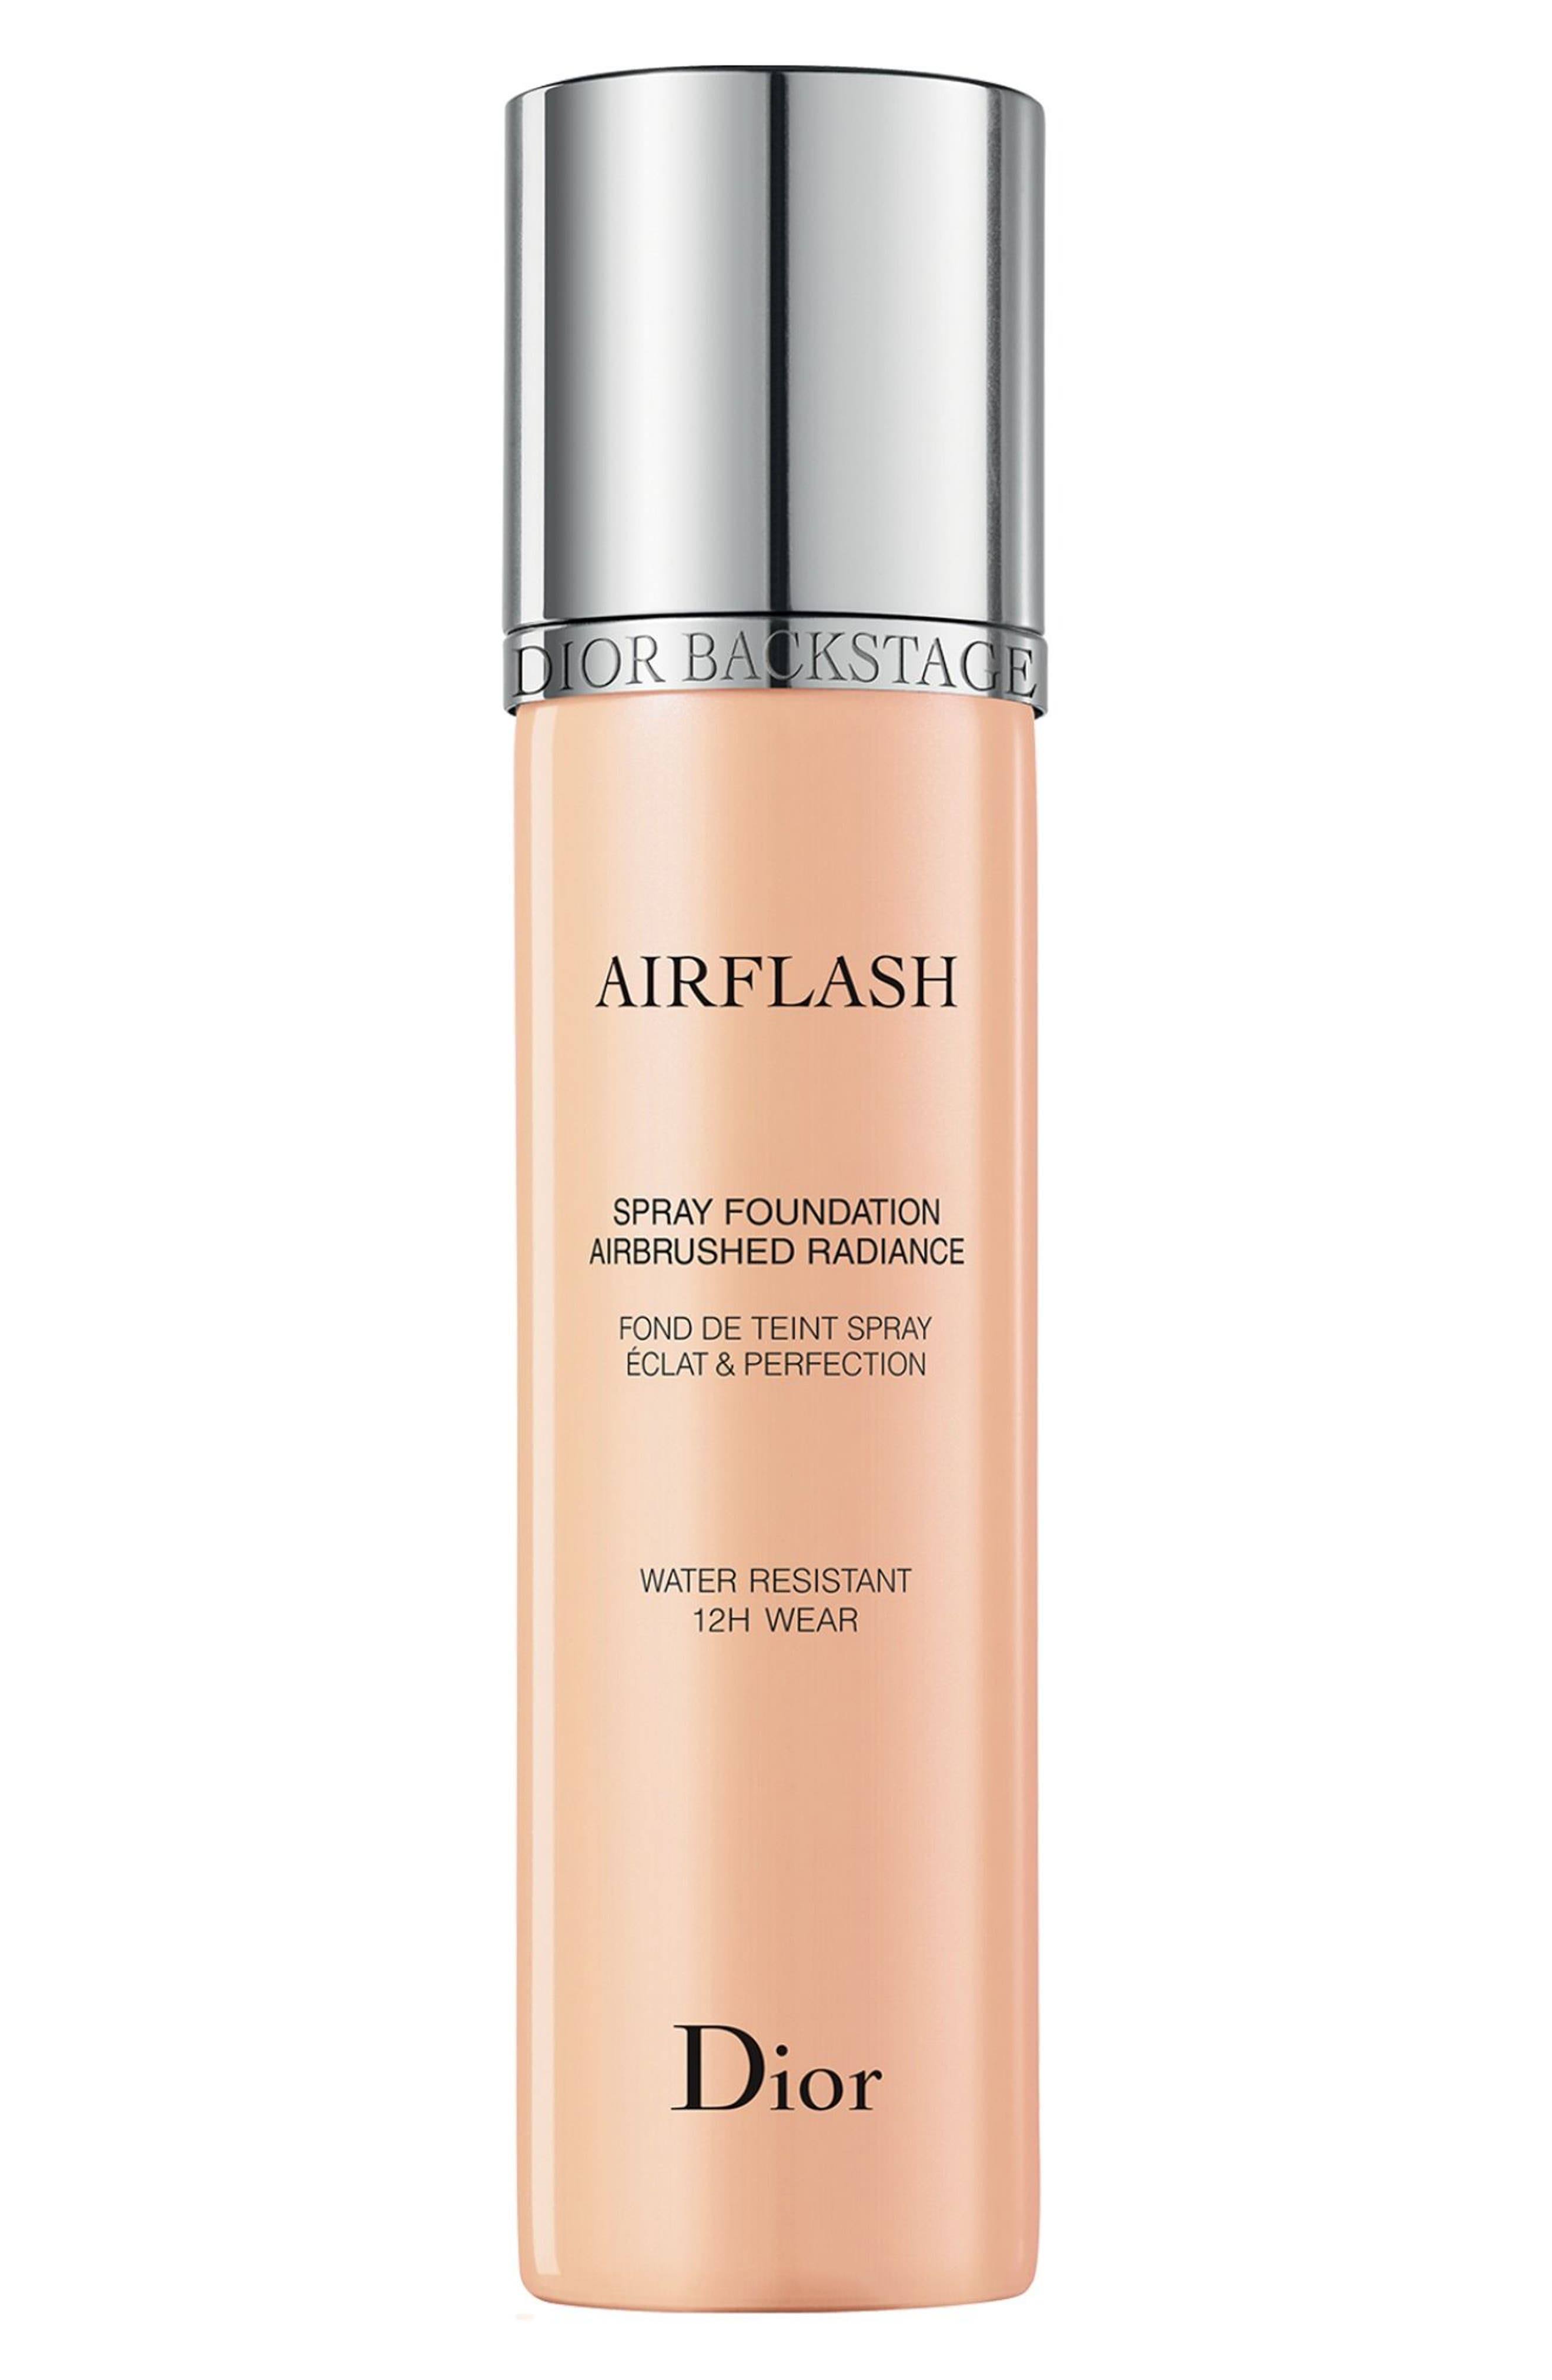 DIOR BACKSTAGE
AIRFLASH
SPRAY FOUNDATION
AIRBRUSHED RADIANCE
FOND DE TEINT SPRAY
ÉCLAT & PERFECTION
WATER RESISTANT
12H WEAR
Dior